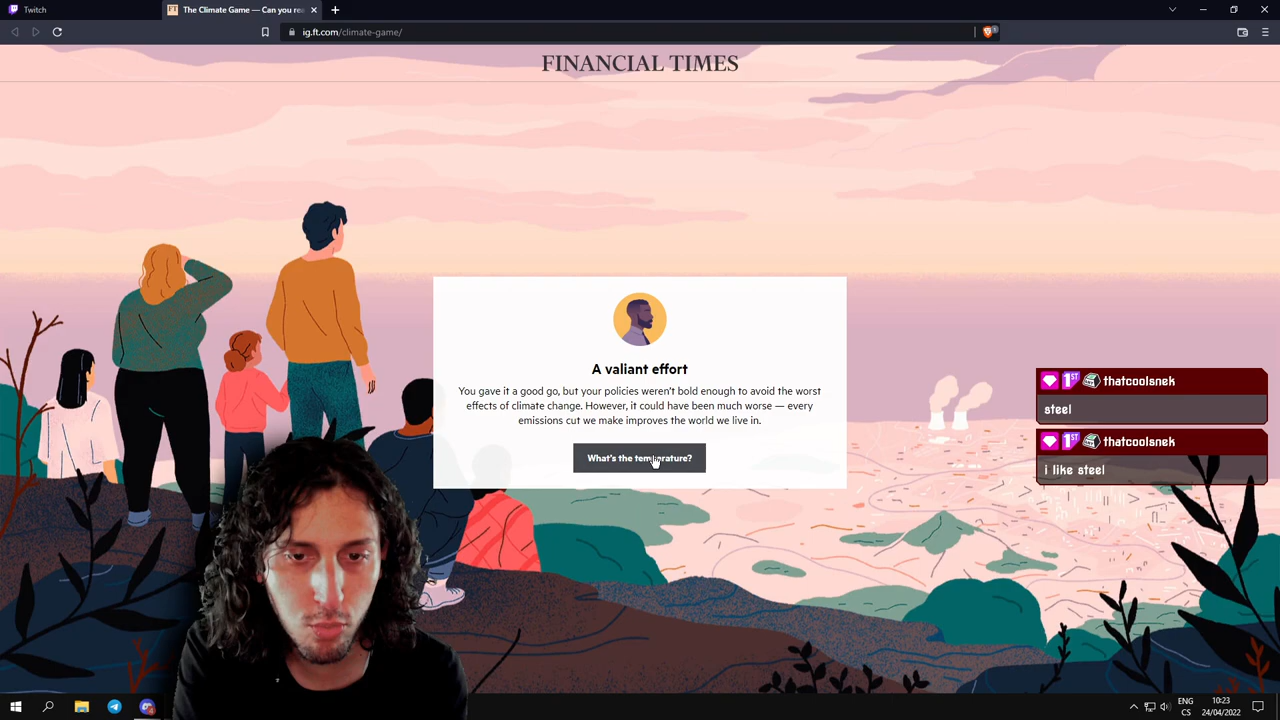 Twitch
The Climate Game — Can you rea
ig.ft.com/climate-game/
FINANCIAL TIMES
A valiant effort
You gave it a good go, but your policies weren't bold enough to avoid the worst
effects of climate change. However, it could have been much worse — every
emissions cut we make improves the world we live in.
What's the temperature?
1ST thatcoolsnek
steel
1ST thatcoolsnek
i like steel
ENG
CS
10:23
24/04/2022